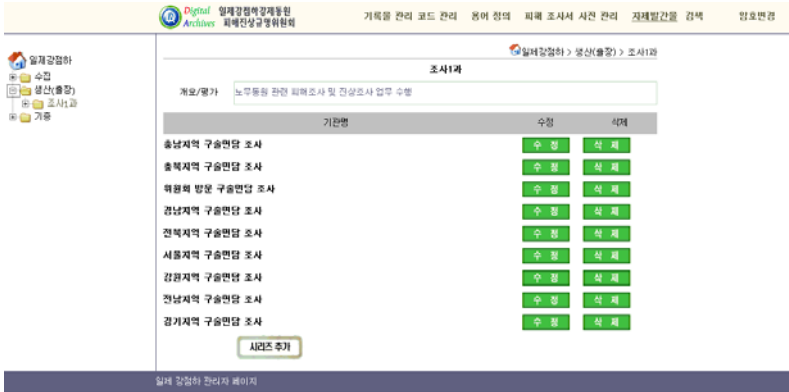 Digital 일제강점하강제동원
Archives 피해진상규명위원회
기록물 관리 코드 관리 용어 정의 피해 조사서 사전 관리 자체발간물 검색 암호변경
일제강점하
수집
생산(출장)
조사1과
기증
일제강점하 > 생산(출장) > 조사1과
조사1과
개요/평가 노무동원 관련 피해조사 및 진상조사 업무 수행
기관명 수정 삭제
충남지역 구술면담 조사 수 정 삭 제
충북지역 구술면담 조사 수 정 삭 제
위원회 방문 구술면담 조사 수 정 삭 제
경남지역 구술면담 조사 수 정 삭 제
전북지역 구술면담 조사 수 정 삭 제
서울지역 구술면담 조사 수 정 삭 제
강원지역 구술면담 조사 수 정 삭 제
전남지역 구술면담 조사 수 정 삭 제
경기지역 구술면담 조사 수 정 삭 제
시리즈 추가
일제 강점하 관리자 페이지